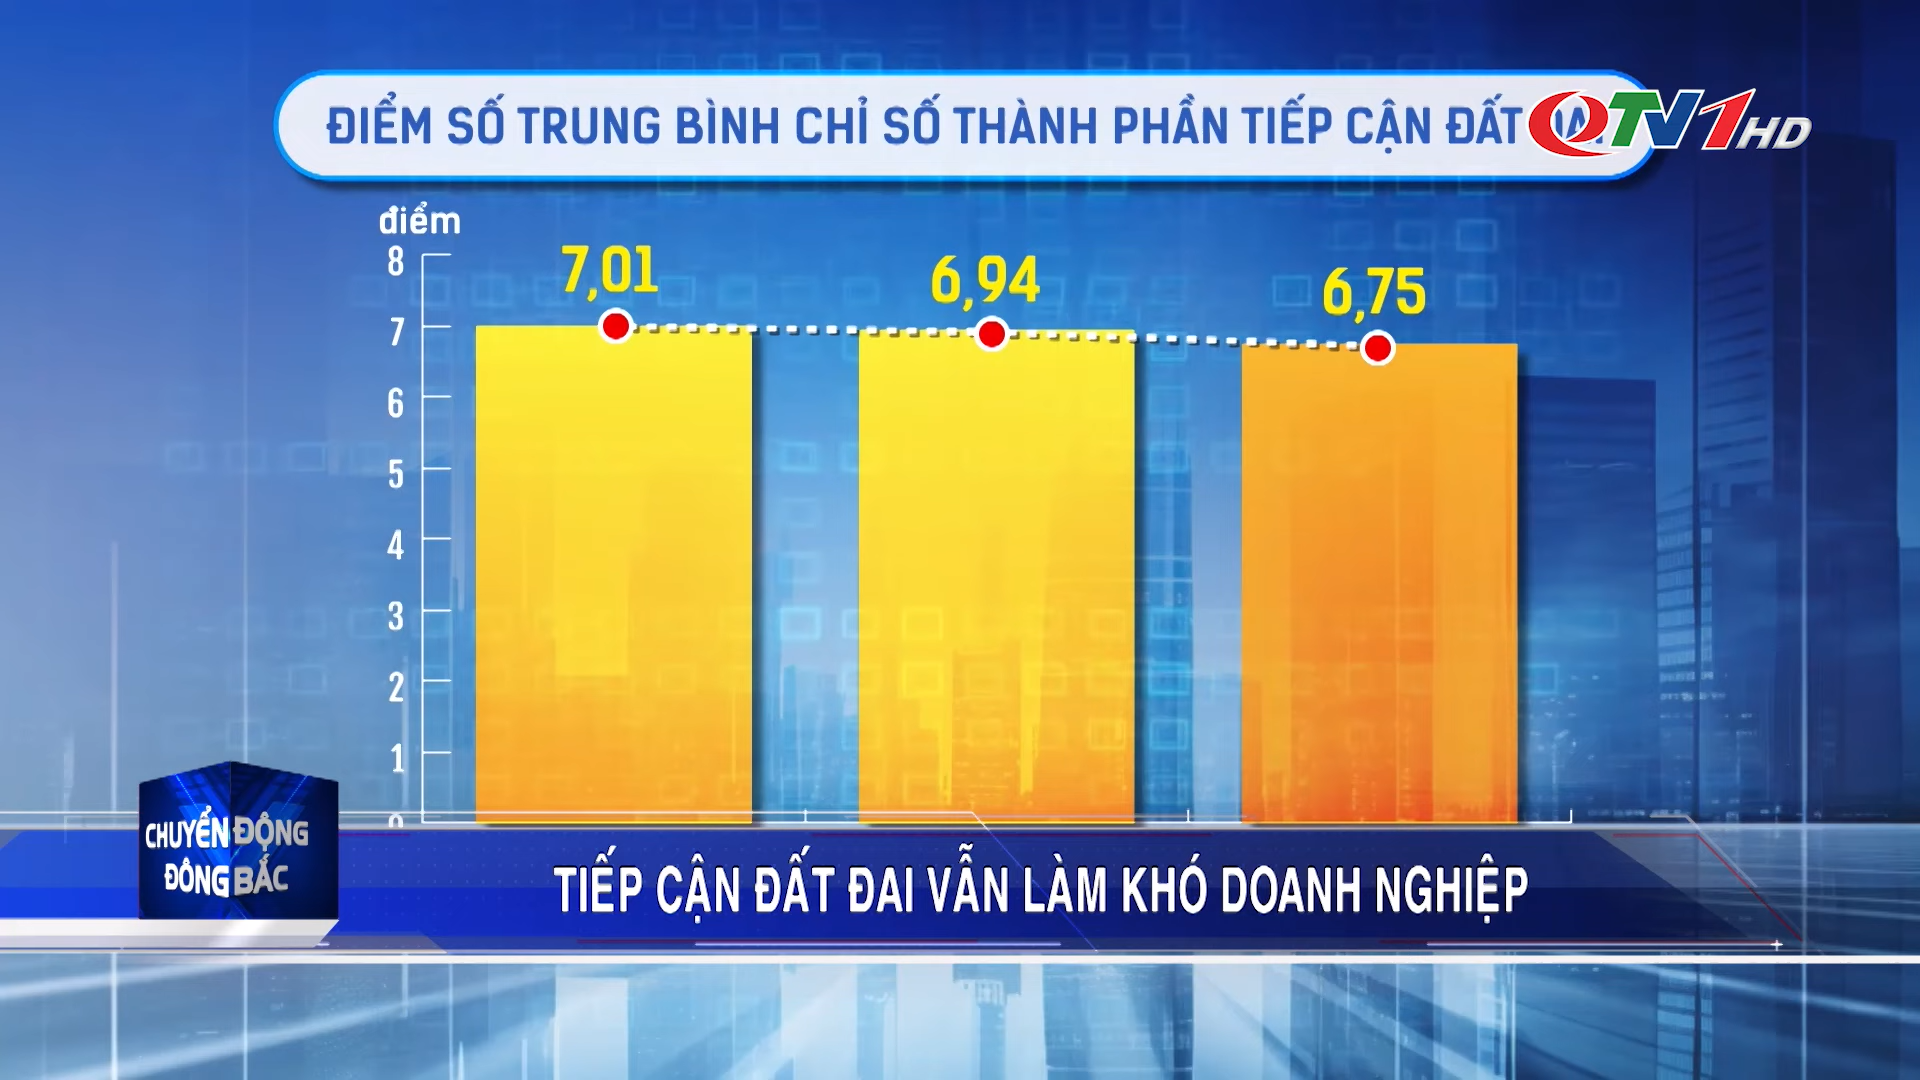 ĐIỂM SỐ TRUNG BÌNH CHỈ SỐ THÀNH PHẦN TIẾP CẬN ĐẤT
QTV1HD
điểm
8
7
6
5
4
3
2
1
0
7,01
6,94
6,75
CHUYỂN ĐỘNG
ĐÔNG BẮC
TIẾP CẬN ĐẤT ĐAI VẪN LÀM KHÓ DOANH NGHIỆP